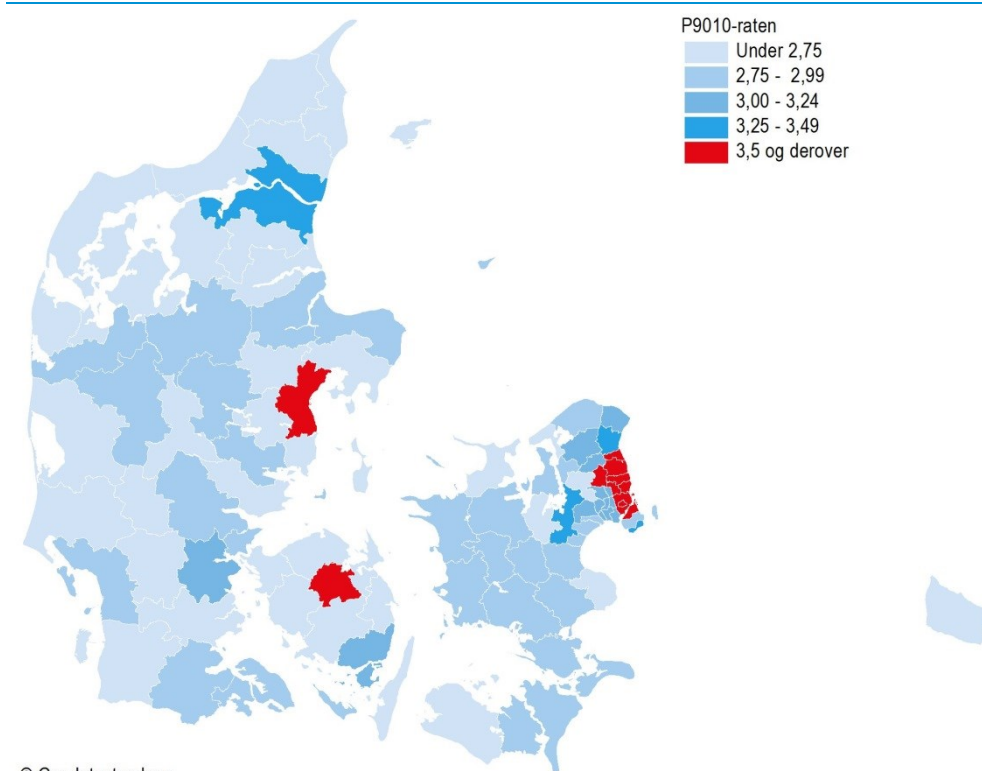 P9010-raten
Under 2,75
2,75 - 2,99
3,00 - 3,24
3,25 - 3,49
3,5 og derover
©